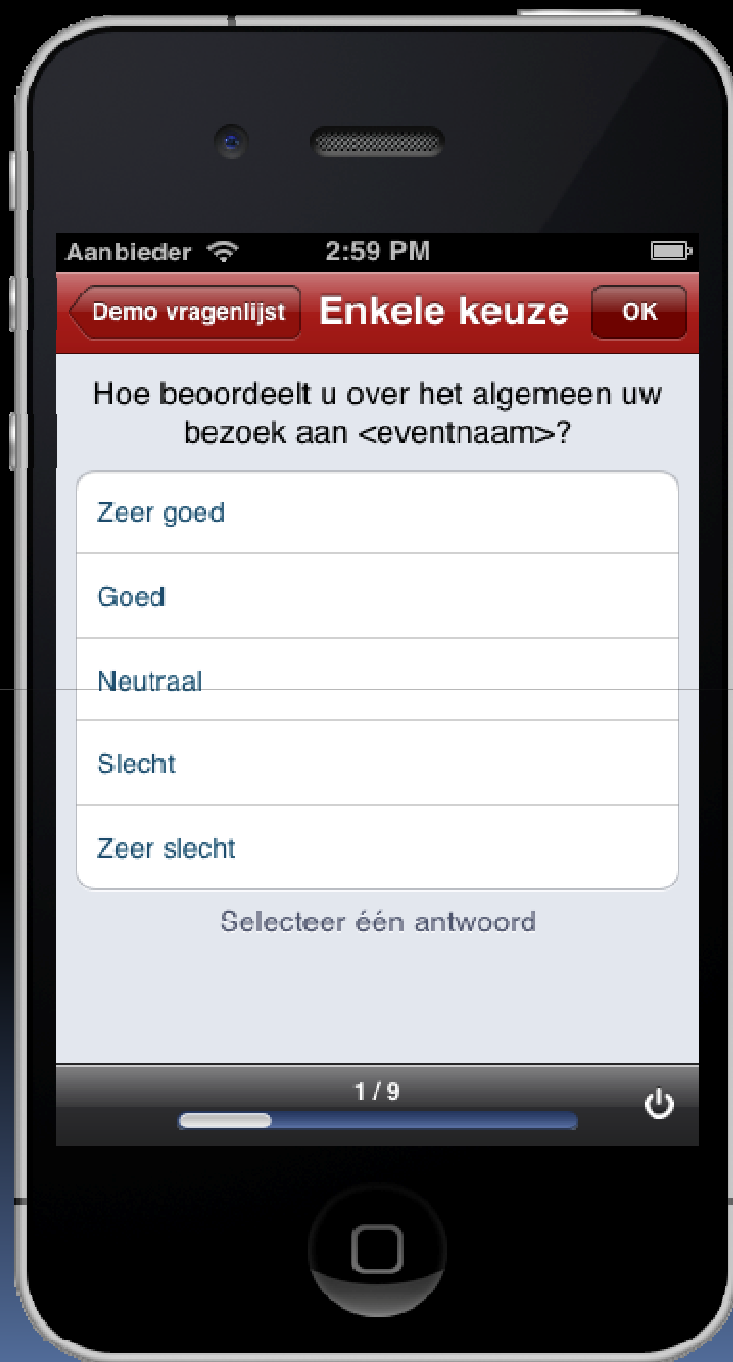 Aanbieder 2:59 PM
Demo vragenlijst Enkele keuze OK
Hoe beoordeelt u over het algemeen uw
bezoek aan <eventnaam>?
Zeer goed
Goed
Neutraal
Slecht
Zeer slecht
Selecteer één antwoord
1 / 9